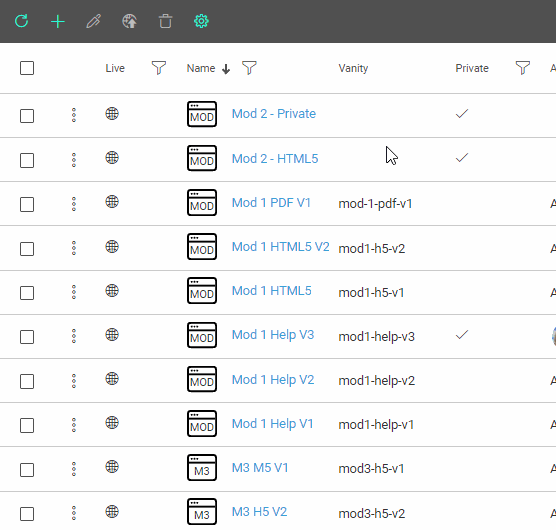 Live Name Vanity Private A
MOD Mod 2 - Private
MOD Mod 2 - HTML5
MOD Mod 1 PDF V1 mod-1-pdf-v1 A
MOD Mod 1 HTML5 V2 mod1-h5-v2 A
MOD Mod 1 HTML5 mod1-h5-v1 A
MOD Mod 1 Help V3 mod1-help-v3
MOD Mod 1 Help V2 mod1-help-v2 A
MOD Mod 1 Help V1 mod1-help-v1 A
M3 M3 M5 V1 mod3-h5-v1 A
M3 M3 H5 V2 mod3-h5-v2 A